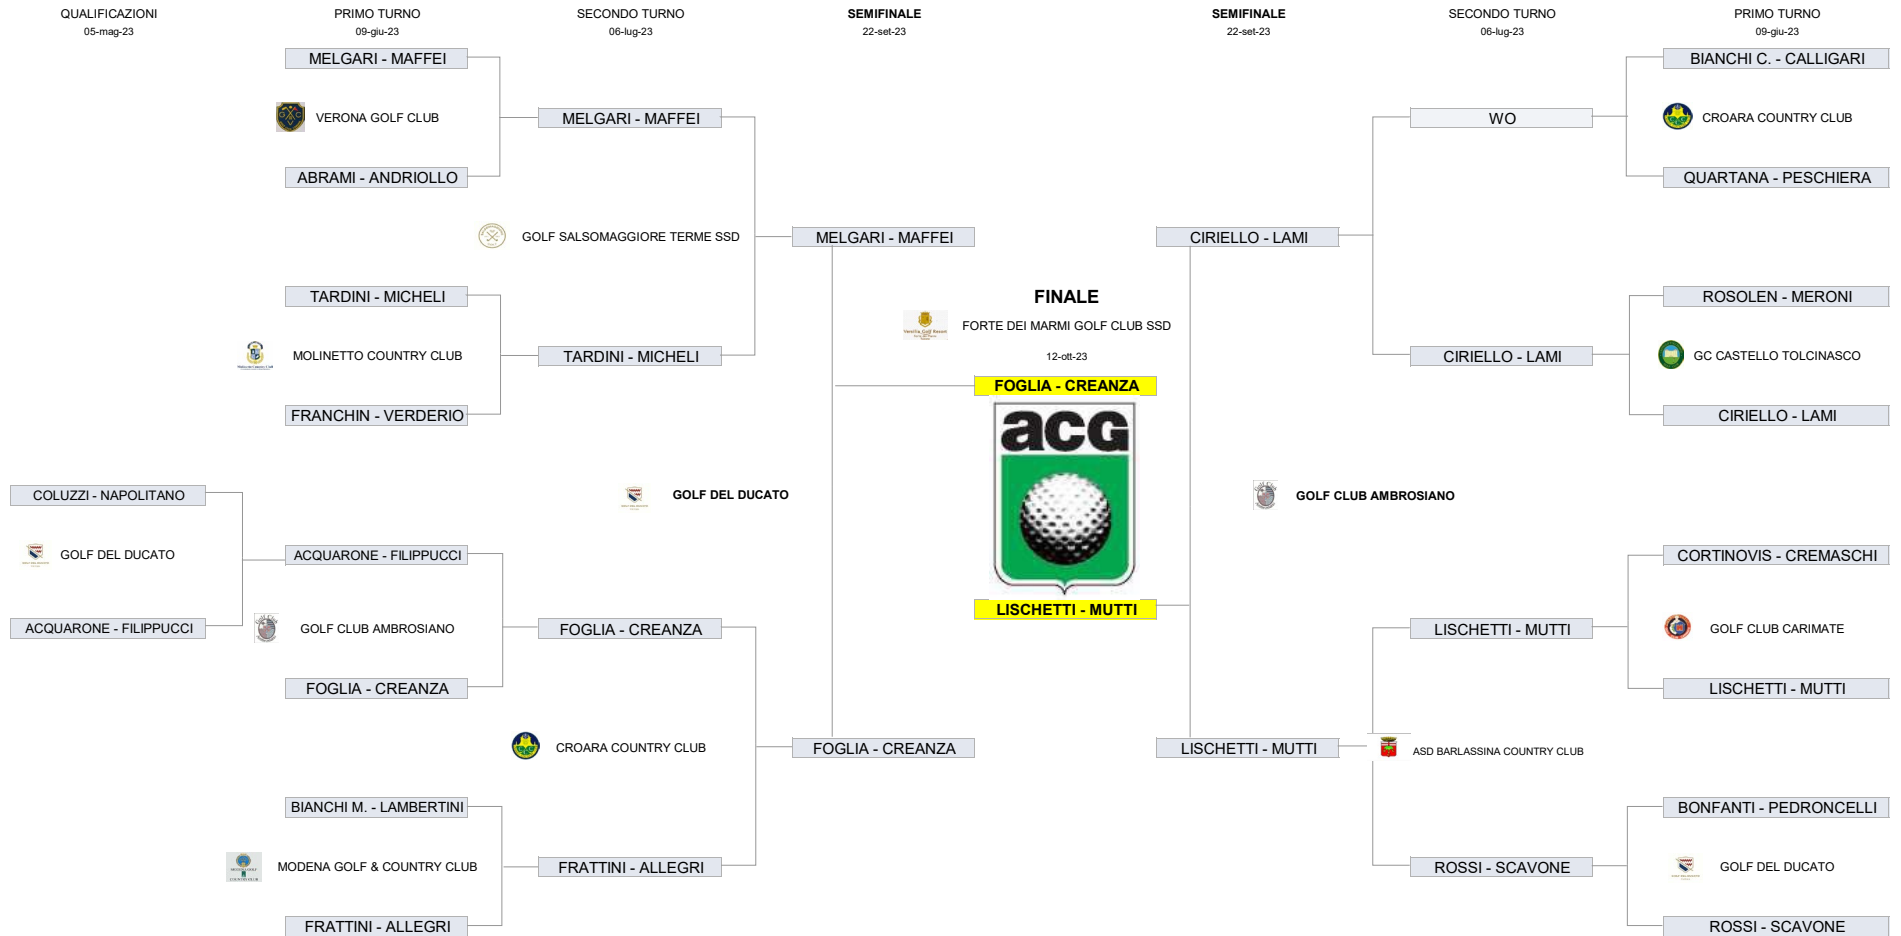 QUALIFICAZIONI
05-mag-23
PRIMO TURNO
09-giu-23
SECONDO TURNO
06-lug-23
SEMIFINALE
22-set-23
SEMIFINALE
22-set-23
SECONDO TURNO
06-lug-23
PRIMO TURNO
09-giu-23
MELGARI - MAFFEI
VERONA GOLF CLUB
ABRAMI - ANDRIOLLO
MELGARI - MAFFEI
GOLF SALSOMAGGIORE TERME SSD
TARDINI - MICHELI
MOLINETTO COUNTRY CLUB
FRANCHIN - VERDERIO
TARDINI - MICHELI
MELGARI - MAFFEI
COLUZZI - NAPOLITANO
GOLF DEL DUCATO
ACQUARONE - FILIPPUCCI
ACQUARONE - FILIPPUCCI
GOLF CLUB AMBROSIANO
FOGLIA - CREANZA
FOGLIA - CREANZA
CROARA COUNTRY CLUB
BIANCHI M. - LAMBERTINI
MODENA GOLF & COUNTRY CLUB
FRATTINI - ALLEGRI
FRATTINI - ALLEGRI
FOGLIA - CREANZA
GOLF DEL DUCATO
FINALE
Versilia Golf Resort
FORTE DEI MARMI GOLF CLUB SSD
12-ott-23
FOGLIA - CREANZA
acg
LISCHETTI - MUTTI
CIRIELLO - LAMI
GOLF CLUB AMBROSIANO
LISCHETTI - MUTTI
WO
CIRIELLO - LAMI
LISCHETTI - MUTTI
ASD BARLASSINA COUNTRY CLUB
ROSSI - SCAVONE
BIANCHI C. - CALLIGARI
CROARA COUNTRY CLUB
QUARTANA - PESCHIERA
ROSOLEN - MERONI
GC CASTELLO TOLCINASCO
CIRIELLO - LAMI
CORTINOVIS - CREMASCHI
GOLF CLUB CARIMATE
LISCHETTI - MUTTI
BONFANTI - PEDRONCELLI
GOLF DEL DUCATO
ROSSI - SCAVONE